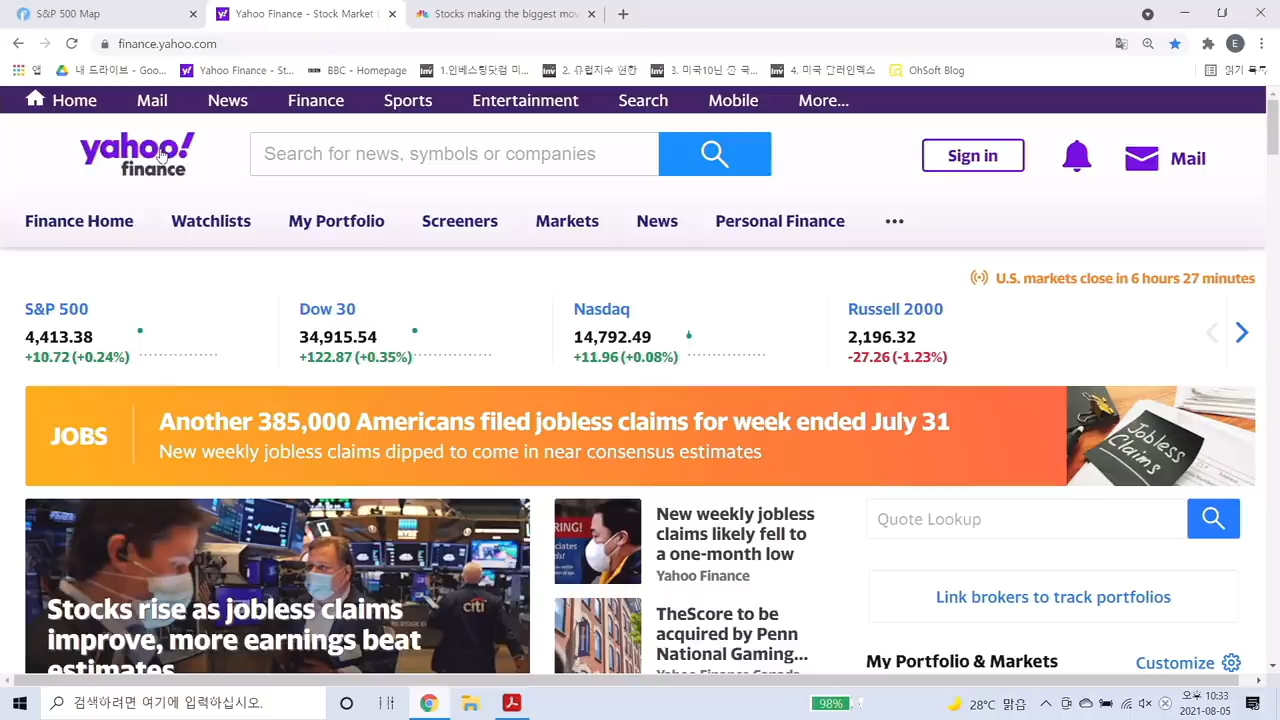 S&P 500 Map
Yahoo Finance - Stock Market L
Stocks making the biggest mov
finance.yahoo.com
E
앱
내 드라이브 - Goo...
Yahoo Finance - St...
BBC - Homepage
1.인베스팅닷컴 미...
2. 유럽지수 현황
3. 미국10년 존 국...
4. 미국 달러인덱스
OhSoft Blog
읽기 목록
Home Mail News Finance Sports Entertainment Search Mobile More...
yahoo!
finance
Search for news, symbols or companies
Sign in
Mail
Finance Home Watchlists My Portfolio Screeners Markets News Personal Finance
U.S. markets close in 6 hours 27 minutes
S&P 500 Dow 30 Nasdaq Russell 2000
4,413.38 34,915.54 14,792.49 2,196.32
+10.72 (+0.24%) +122.87 (+0.35%) +11.96 (+0.08%) -27.26 (-1.23%)
JOBS
Another 385,000 Americans filed jobless claims for week ended July 31
New weekly jobless claims dipped to come in near consensus estimates
Jobless
Claims
Stocks rise as jobless claims
improve, more earnings beat
estimates
citi
RING!
New weekly jobless
claims likely fell to
a one-month low
Yahoo Finance
TheScore to be
acquired by Penn
National Gaming...
Yahoo Finance Canada
Quote Lookup
Link brokers to track portfolios
My Portfolio & Markets
Customize
검색하려면 여기에 입력하십시오.
98%
28°C 맑음
오후 10:33
2021-08-05